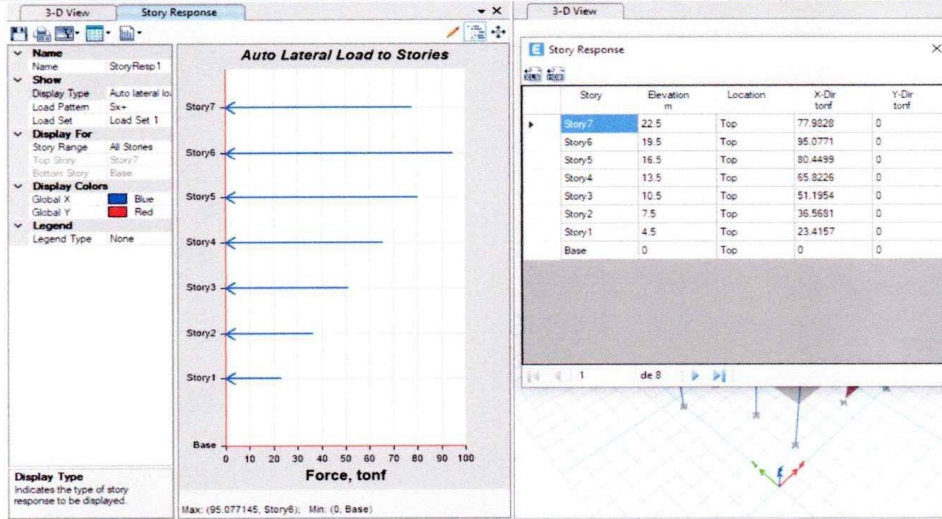 3-D View
Story Response
Name
Name StoryResp1
Show
Display Type Auto lateral lo
Load Pattern Sx+
Load Set Load Set 1
Display For
Story Range All Stories
Top Story Story7
Bottom Story Base
Display Colors
Global X Blue
Global Y Red
Legend
Legend Type None
Display Type
Indicates the type of story
response to be displayed.
Auto Lateral Load to Stories
Story7
Story6
Story5
Story4
Story3
Story2
Story1
Base
0 10 20 30 40 50 60 70 80 90 100
Force, tonf
Max: (95.077145, Story6); Min: (0, Base)
3-D View
E Story Response
XLS MDB
Story Elevation Location X-Dir Y-Dir
m tonf tonf
Story7 22.5 Top 77.9828 0
Story6 19.5 Top 95.0771 0
Story5 16.5 Top 80.4499 0
Story4 13.5 Top 65.8226 0
Story3 10.5 Top 51.1954 0
Story2 7.5 Top 36.5681 0
Story1 4.5 Top 23.4157 0
Base 0 Top 0 0
1 de 8